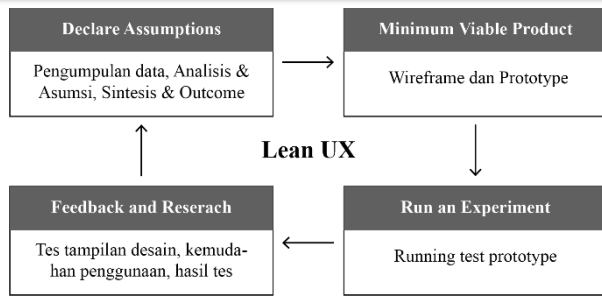 Declare Assumptions
Pengumpulan data, Analisis &
Asumsi, Sintesis & Outcome
Minimum Viable Product
Wireframe dan Prototype
Lean UX
Feedback and Reserach
Tes tampilan desain, kemuda-
han penggunaan, hasil tes
Run an Experiment
Running test prototype